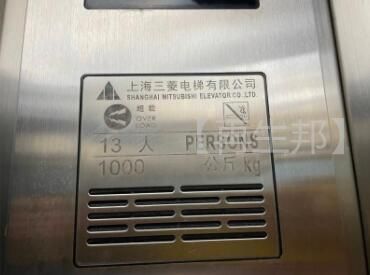 上海三菱电梯有限公司
SHANGHAI MITSUBISHI ELEVATOR CO.LTD.
超载
OVER
LOAD
13 人 PERSONS
1000 公斤 kg